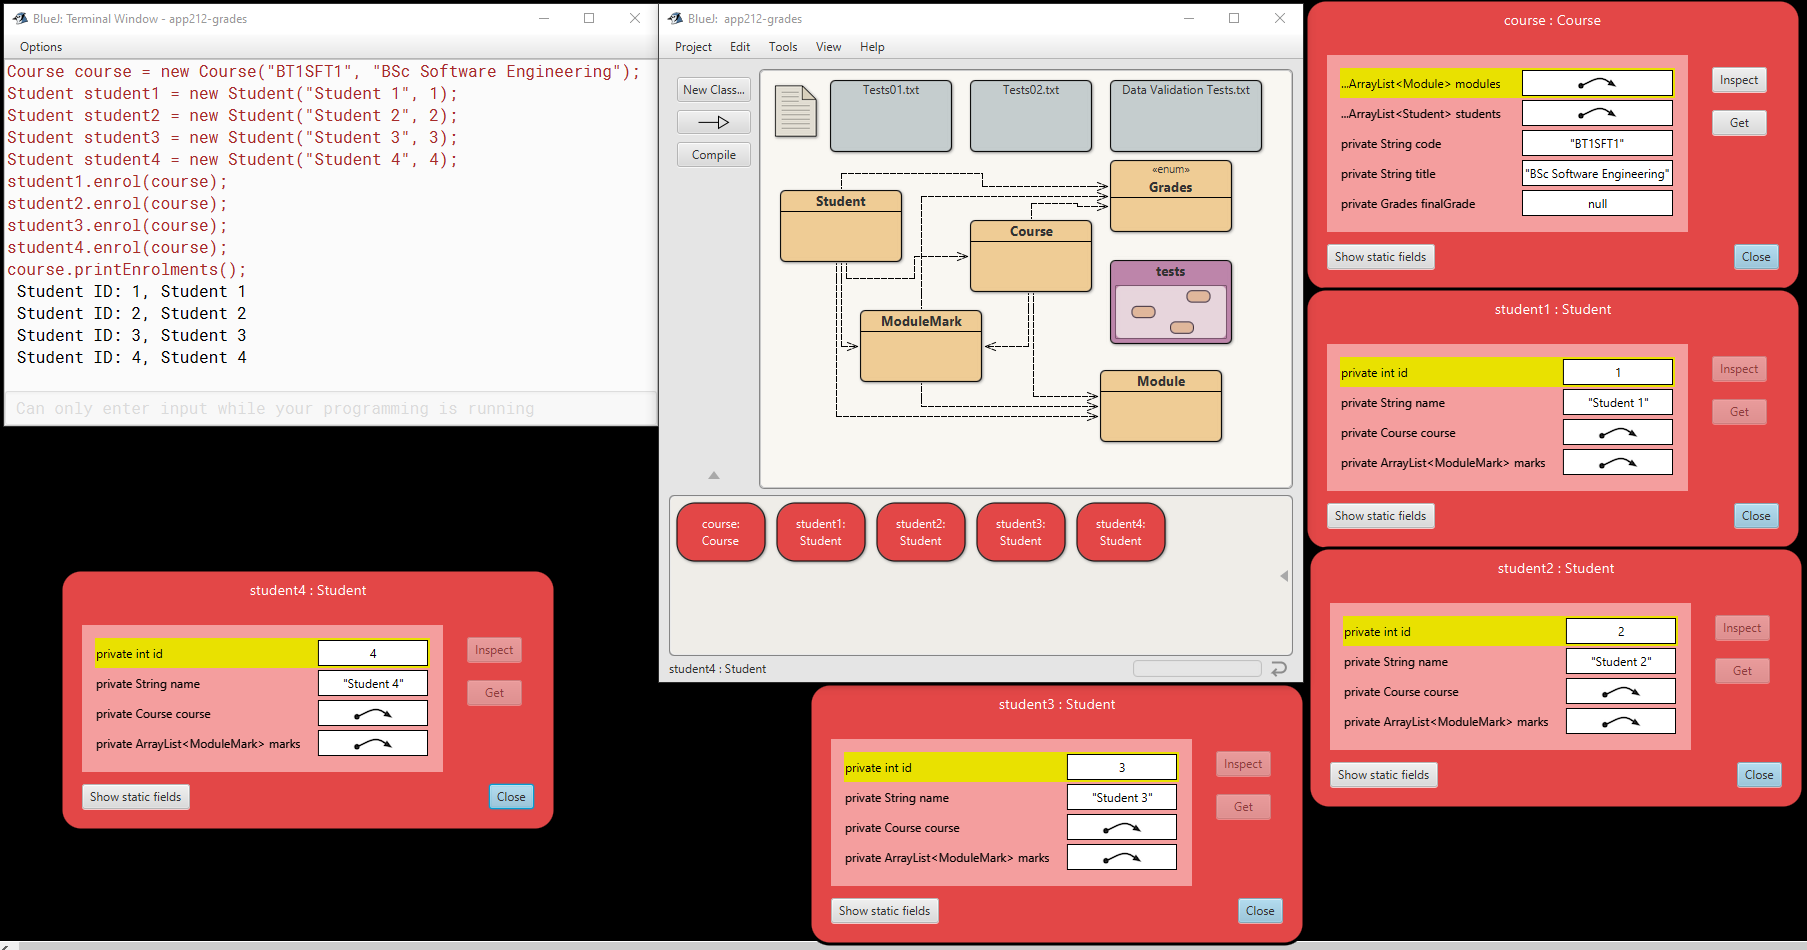 BlueJ: Terminal Window - app212-grades
Options
Course course = new Course("BT1SFT1", "BSc Software Engineering");
Student student1 = new Student("Student 1", 1);
Student student2 = new Student("Student 2", 2);
Student student3 = new Student("Student 3", 3);
Student student4 = new Student("Student 4", 4);
student1.enrol(course);
student2.enrol(course);
student3.enrol(course);
student4.enrol(course);
course.printEnrolments();
Student ID: 1, Student 1
Student ID: 2, Student 2
Student ID: 3, Student 3
Student ID: 4, Student 4
Can only enter input while your programming is running
BlueJ: app212-grades
Project Edit Tools View Help
New Class...
Compile
Tests01.txt
Tests02.txt
Data Validation Tests.txt
«enum»
Grades
Student
Course
tests
ModuleMark
Module
course:
Course
student1:
Student
student2:
Student
student3:
Student
student4:
Student
student4 : Student
course : Course
...ArrayList<Module> modules
...ArrayList<Student> students
private String code "BT1SFT1"
private String title "BSc Software Engineering"
private Grades finalGrade null
Inspect
Get
Show static fields
Close
student1 : Student
private int id 1
private String name "Student 1"
private Course course
private ArrayList<ModuleMark> marks
Inspect
Get
Show static fields
Close
student2 : Student
private int id 2
private String name "Student 2"
private Course course
private ArrayList<ModuleMark> marks
Inspect
Get
Show static fields
Close
student4 : Student
private int id 4
private String name "Student 4"
private Course course
private ArrayList<ModuleMark> marks
Inspect
Get
Show static fields
Close
student3 : Student
private int id 3
private String name "Student 3"
private Course course
private ArrayList<ModuleMark> marks
Inspect
Get
Show static fields
Close